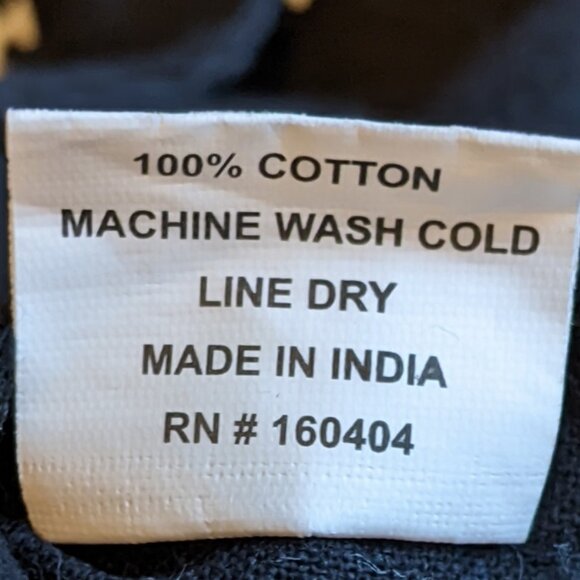 100% COTTON
MACHINE WASH COLD
LINE DRY
MADE IN INDIA
RN # 160404